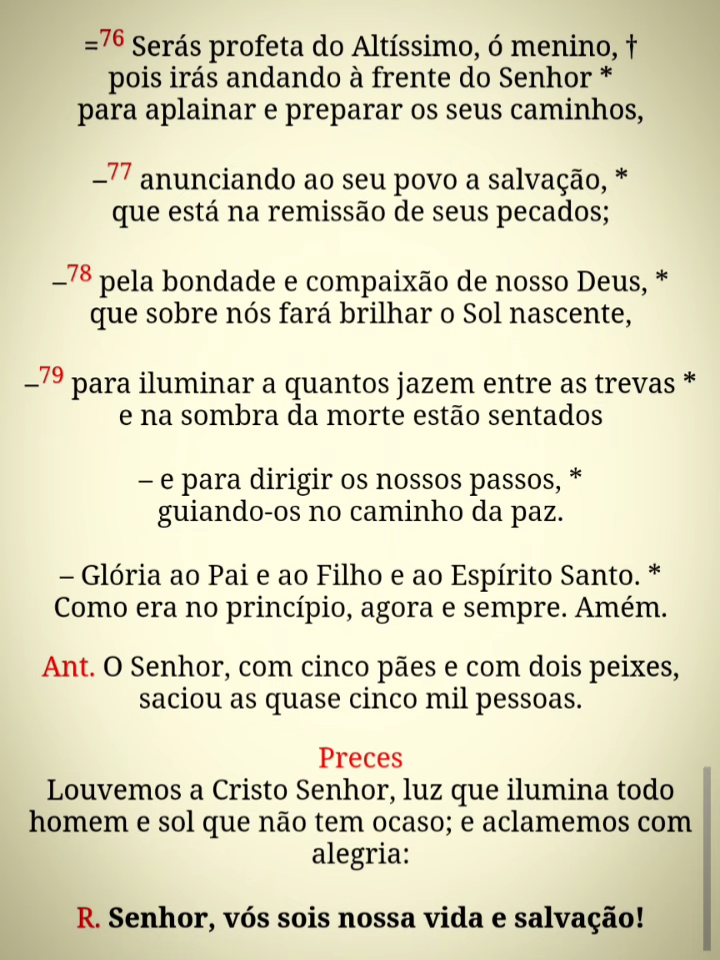 =76 Serás profeta do Altíssimo, ó menino, †
pois irás andando à frente do Senhor *
para aplainar e preparar os seus caminhos,
–77 anunciando ao seu povo a salvação, *
que está na remissão de seus pecados;
–78 pela bondade e compaixão de nosso Deus, *
que sobre nós fará brilhar o Sol nascente,
–79 para iluminar a quantos jazem entre as trevas *
e na sombra da morte estão sentados
– e para dirigir os nossos passos, *
guiando-os no caminho da paz.
– Glória ao Pai e ao Filho e ao Espírito Santo. *
Como era no princípio, agora e sempre. Amém.
Ant. O Senhor, com cinco pães e com dois peixes,
saciou as quase cinco mil pessoas.
Preces
Louvemos a Cristo Senhor, luz que ilumina todo
homem e sol que não tem ocaso; e aclamemos com
alegria:
R. Senhor, vós sois nossa vida e salvação!